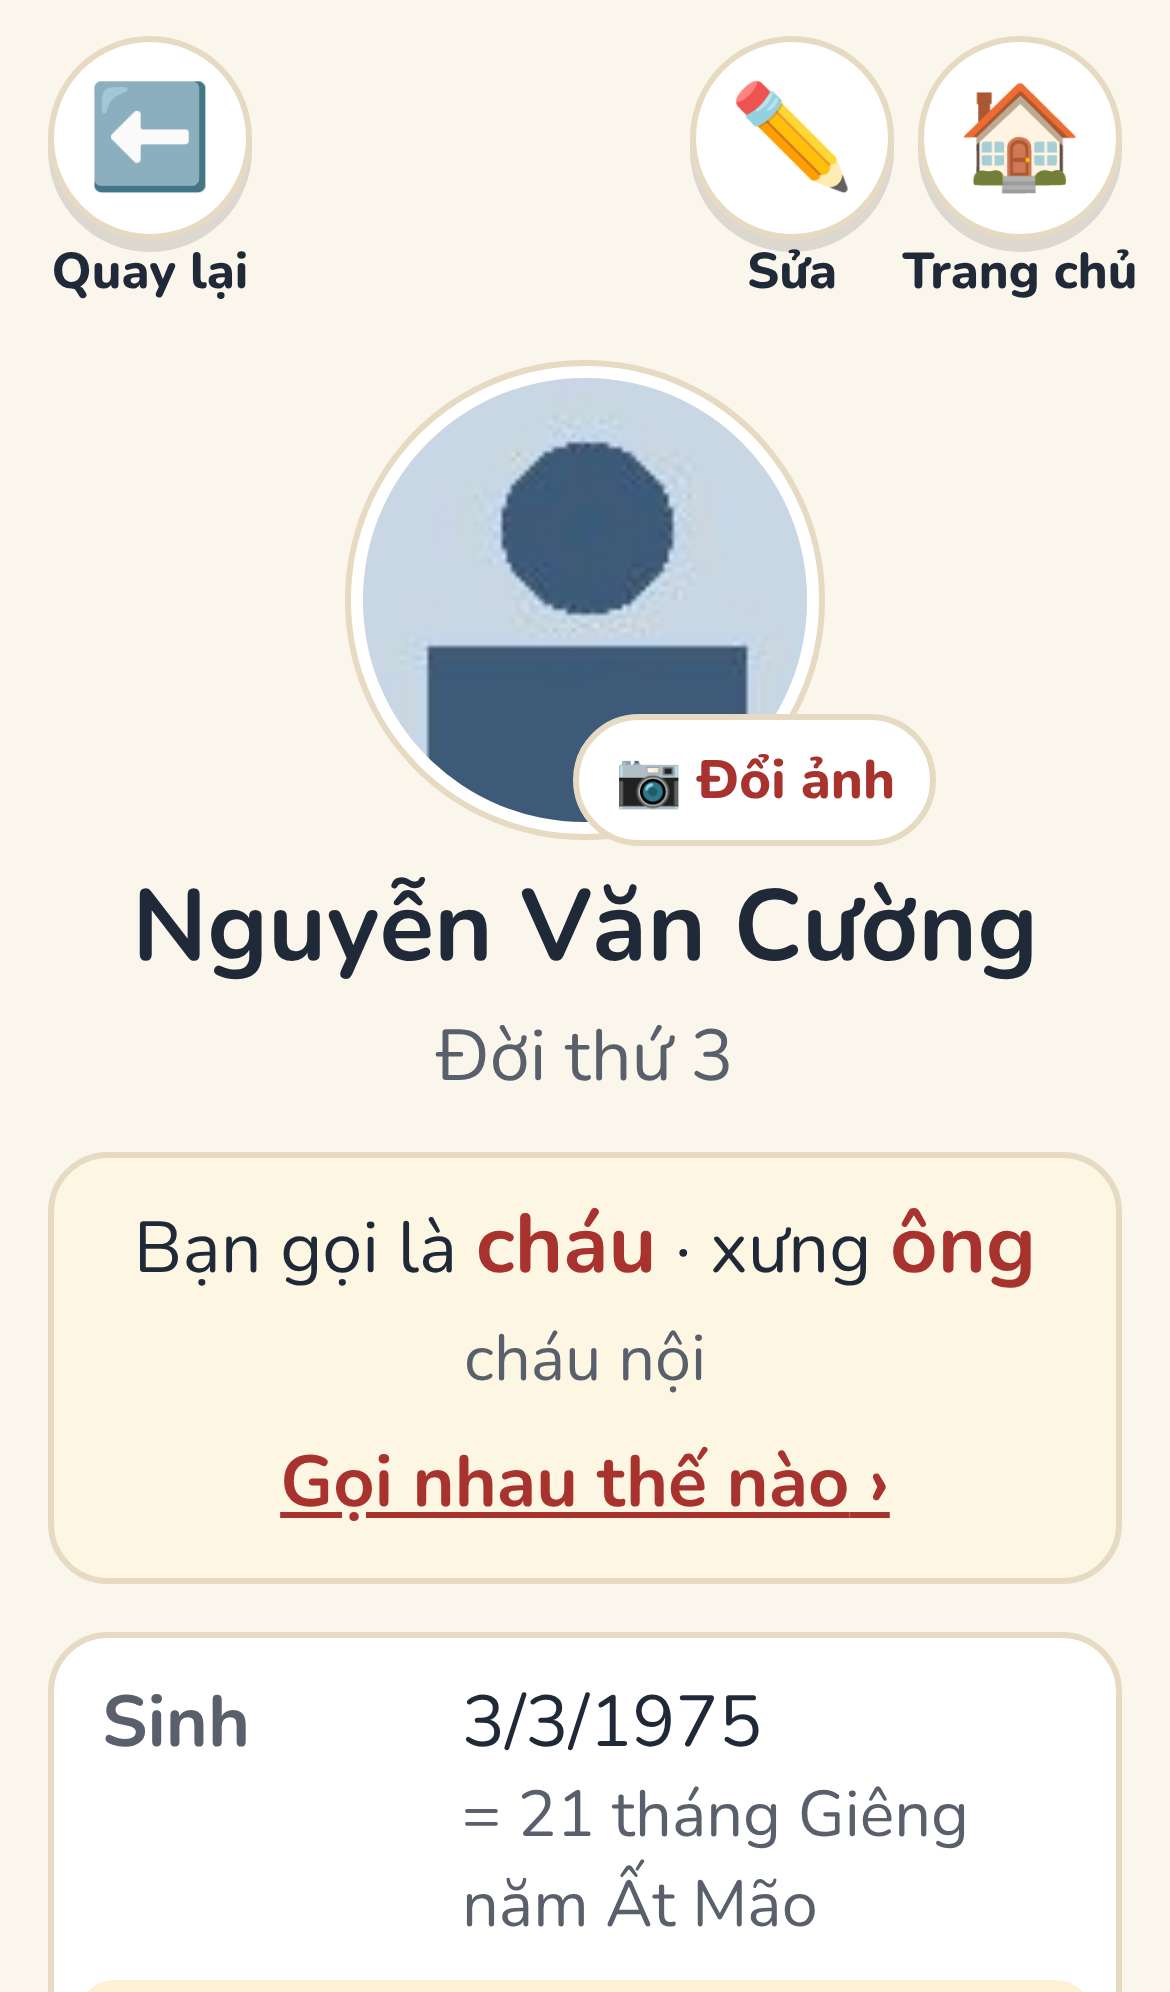 Quay lại
Sửa
Trang chủ
Đổi ảnh
Nguyễn Văn Cường
Đời thứ 3
Bạn gọi là cháu · xưng ông
cháu nội
Gọi nhau thế nào ›
Sinh
3/3/1975
= 21 tháng Giêng
năm Ất Mão